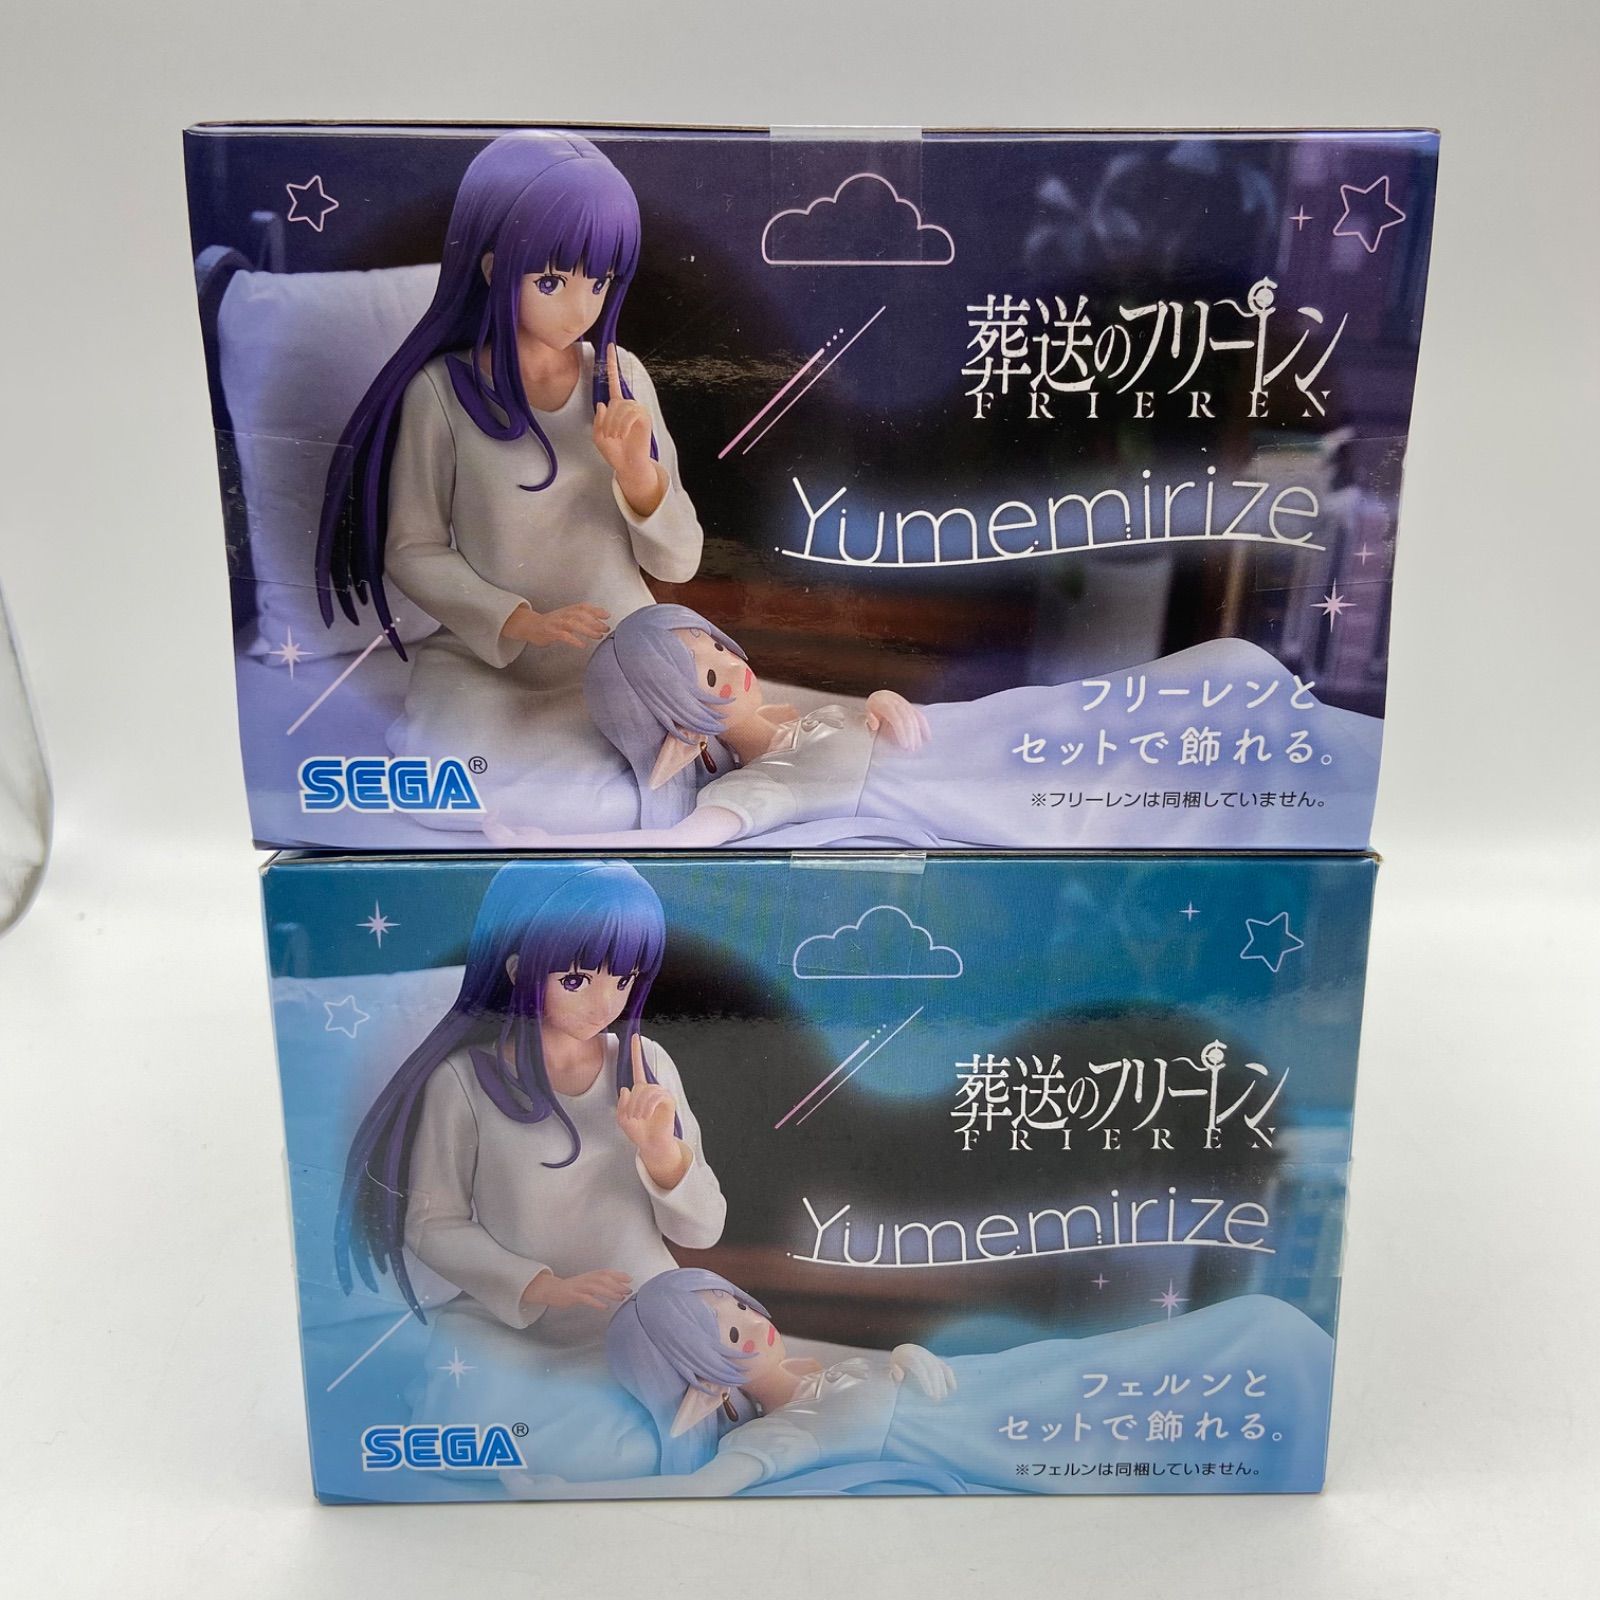 葬送のフリーレン
FRIEREN
Yumemirize
フリーレンと
セットで飾れる。
※フリーレンは同梱していません。
SEGA®
葬送のフリーレン
FRIEREN
Yumemirize
フェルンと
セットで飾れる。
※フェルンは同梱していません。
SEGA®